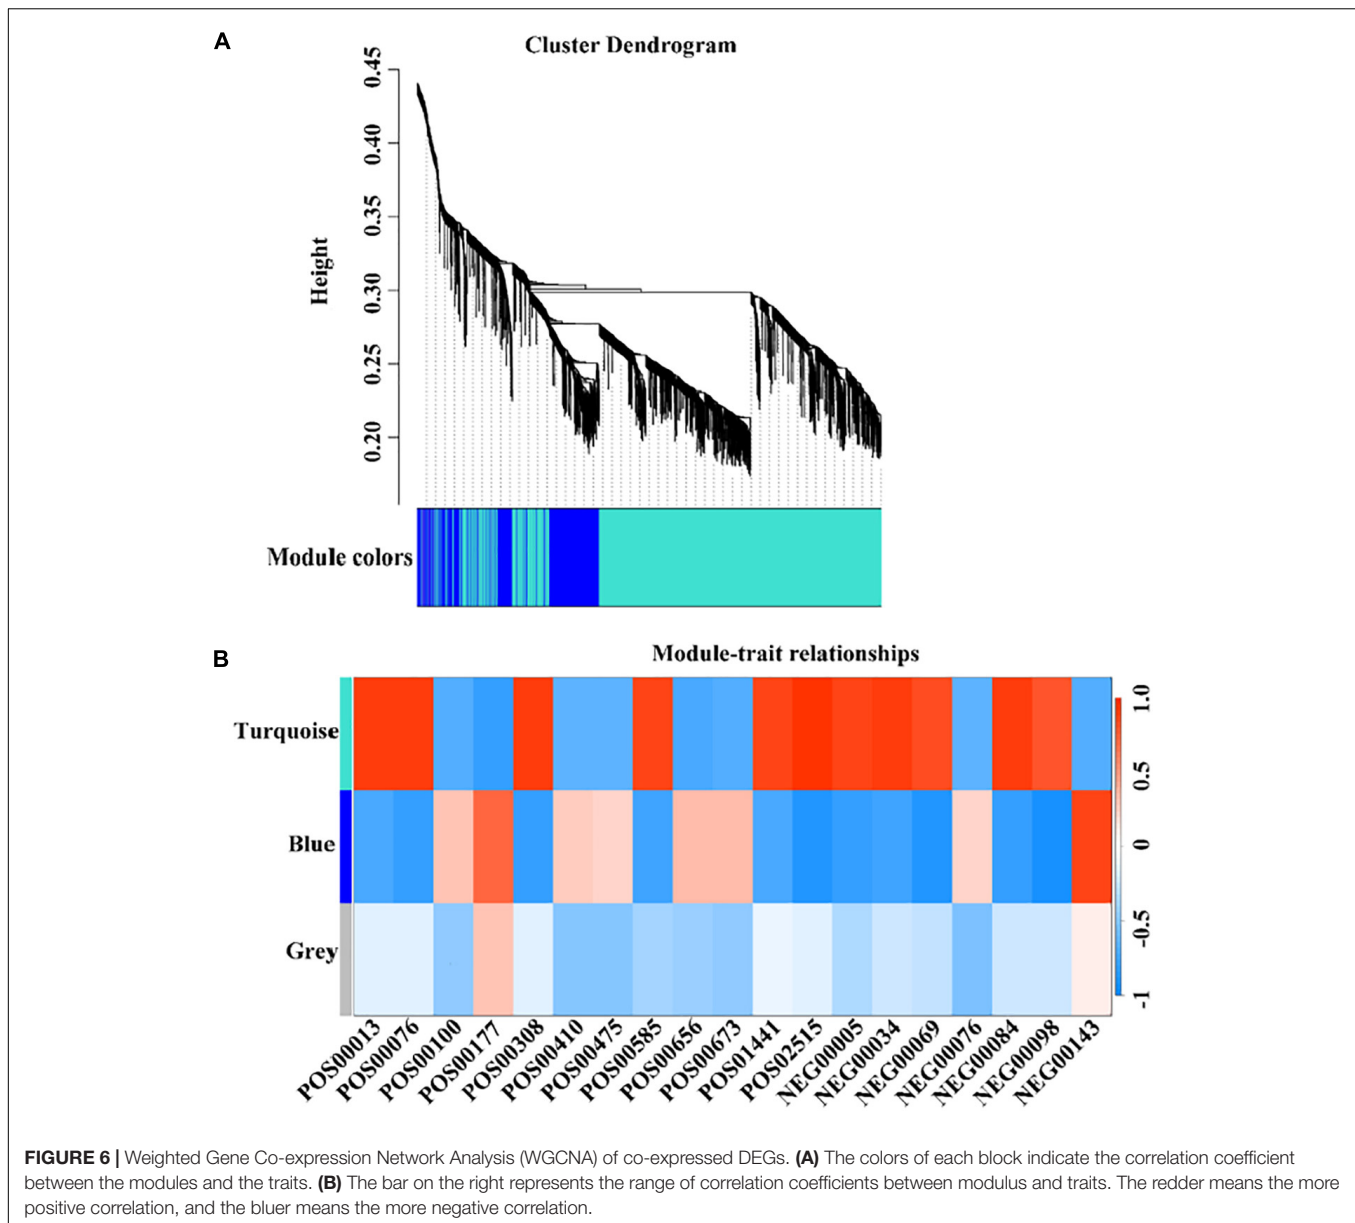 A
Cluster Dendrogram
Height
0.45
0.40
0.35
0.30
0.25
0.20
Module colors
B
Module-trait relationships
Turquoise
Blue
Grey
1.0
0.5
0
-0.5
-1
POS00013
POS00076
POS00100
POS00177
POS00308
POS00410
POS00475
POS00585
POS00656
POS00673
POS01441
POS02515
NEG00005
NEG00034
NEG00069
NEG00076
NEG00084
NEG00098
NEG00143
FIGURE 6 | Weighted Gene Co-expression Network Analysis (WGCNA) of co-expressed DEGs. (A) The colors of each block indicate the correlation coefficient
between the modules and the traits. (B) The bar on the right represents the range of correlation coefficients between modulus and traits. The redder means the more
positive correlation, and the bluer means the more negative correlation.